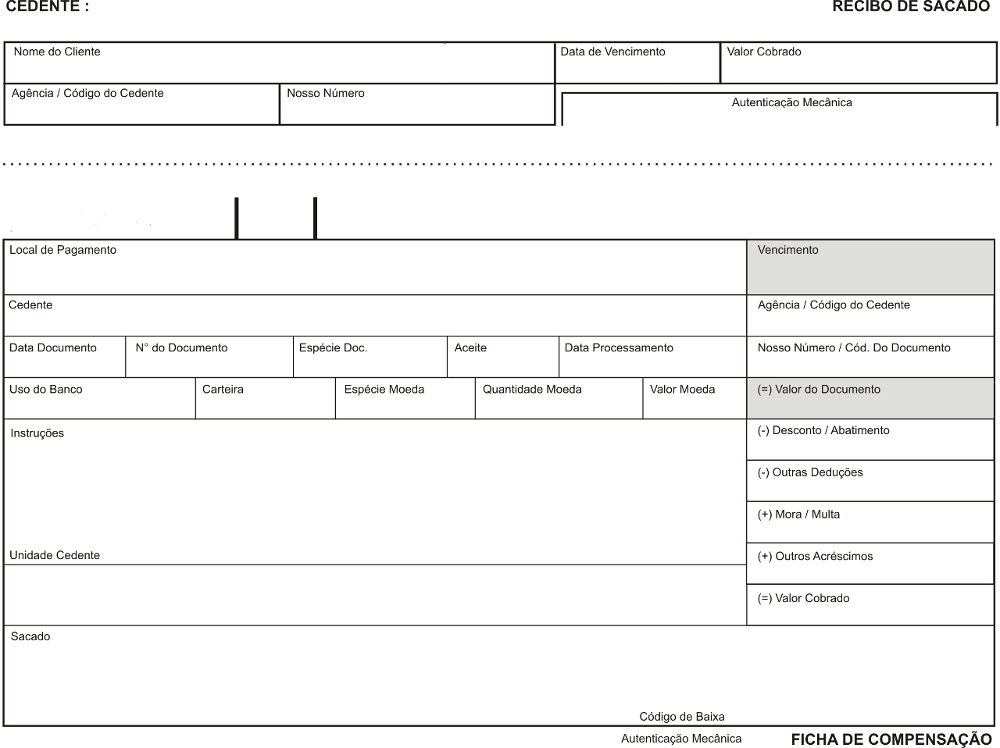 CEDENTE : RECIBO DE SACADO
Nome do Cliente Data de Vencimento Valor Cobrado
Agência / Código do Cedente Nosso Número Autenticação Mecânica
Local de Pagamento Vencimento
Cedente Agência / Código do Cedente
Data Documento N° do Documento Espécie Doc. Aceite Data Processamento Nosso Número / Cód. Do Documento
Uso do Banco Carteira Espécie Moeda Quantidade Moeda Valor Moeda (=) Valor do Documento
Instruções (-) Desconto / Abatimento
(-) Outras Deduções
(+) Mora / Multa
Unidade Cedente (+) Outros Acréscimos
(=) Valor Cobrado
Sacado
Código de Baixa
Autenticação Mecânica FICHA DE COMPENSAÇÃO